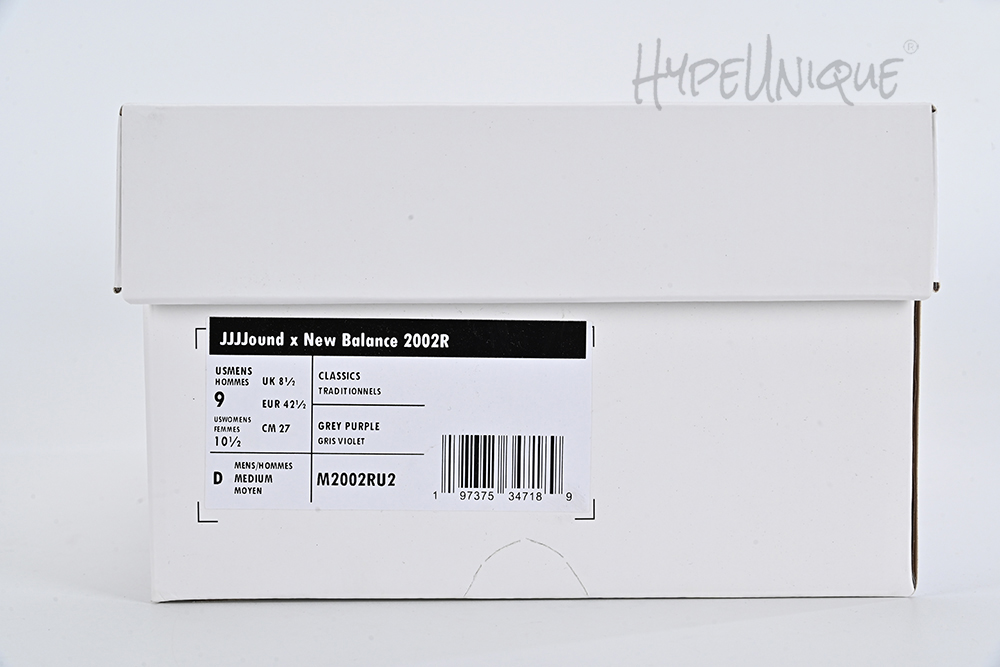 HYPEUNIQUE®
JJJJound x New Balance 2002R
USMENS
HOMMES
9
UK 8½
EUR 42½
USWOMENS
FEMMES
10½
CM 27
CLASSICS
TRADITIONNELS
GREY PURPLE
GRIS VIOLET
D
MENS/HOMMES
MEDIUM
MOYEN
M2002RU2
1 97375 34718 9